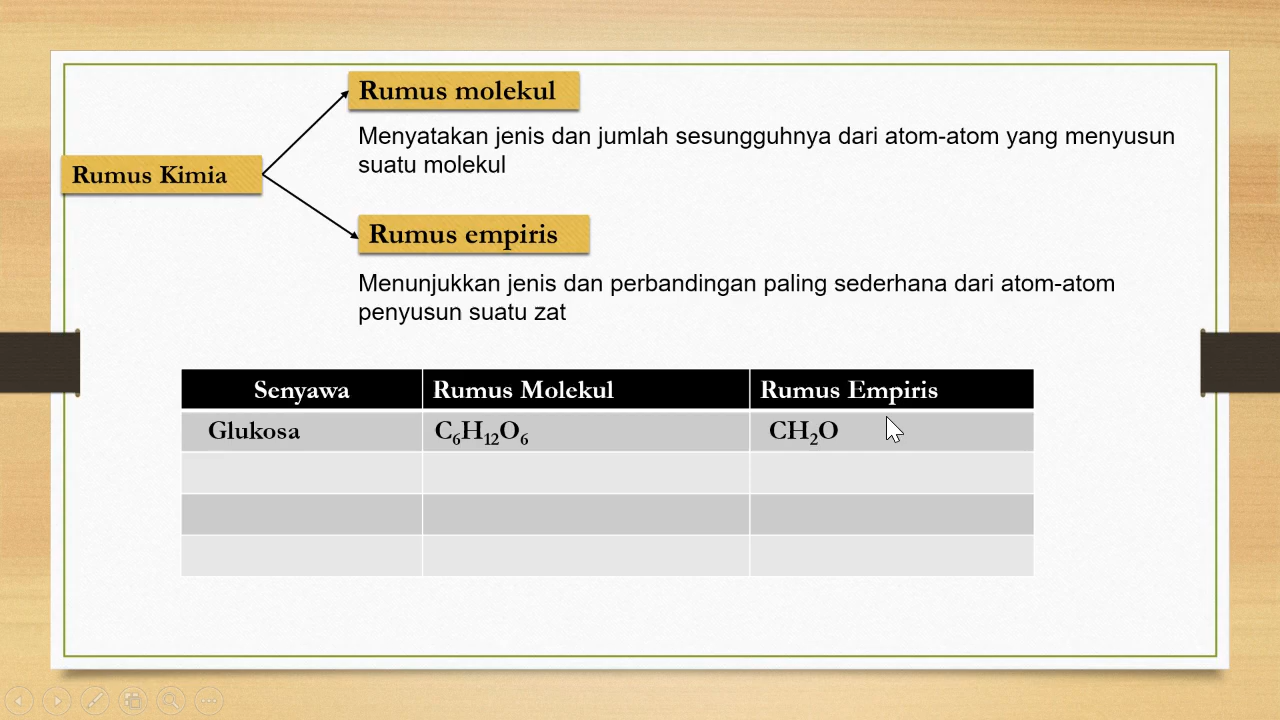 Rumus molekul
Menyatakan jenis dan jumlah sesungguhnya dari atom-atom yang menyusun
suatu molekul
Rumus Kimia
Rumus empiris
Menunjukkan jenis dan perbandingan paling sederhana dari atom-atom
penyusun suatu zat
Senyawa Rumus Molekul Rumus Empiris
Glukosa C₆H₁₂O₆ CH₂O